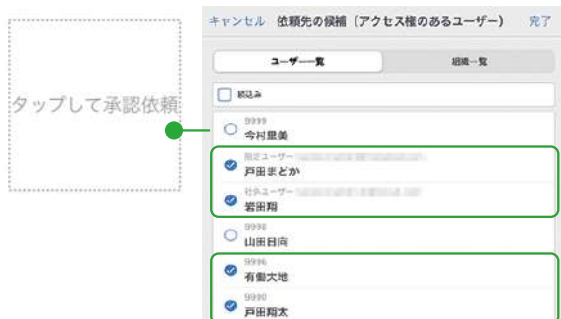 タップして承認依頼
キャンセル 依頼先の候補（アクセス権のあるユーザー） 完了
ユーザー一覧 組織一覧
絞込み
9999
今村里美
限定ユーザー
戸田まどか
社外ユーザー
岩田翔
9998
山田日向
9996
有働大地
9990
戸田翔太